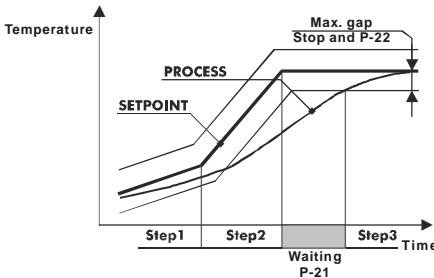 Max. gap
Stop and P-22
Temperature
PROCESS
SETPOINT
Step1 Step2 Step3 Time
Waiting
P-21